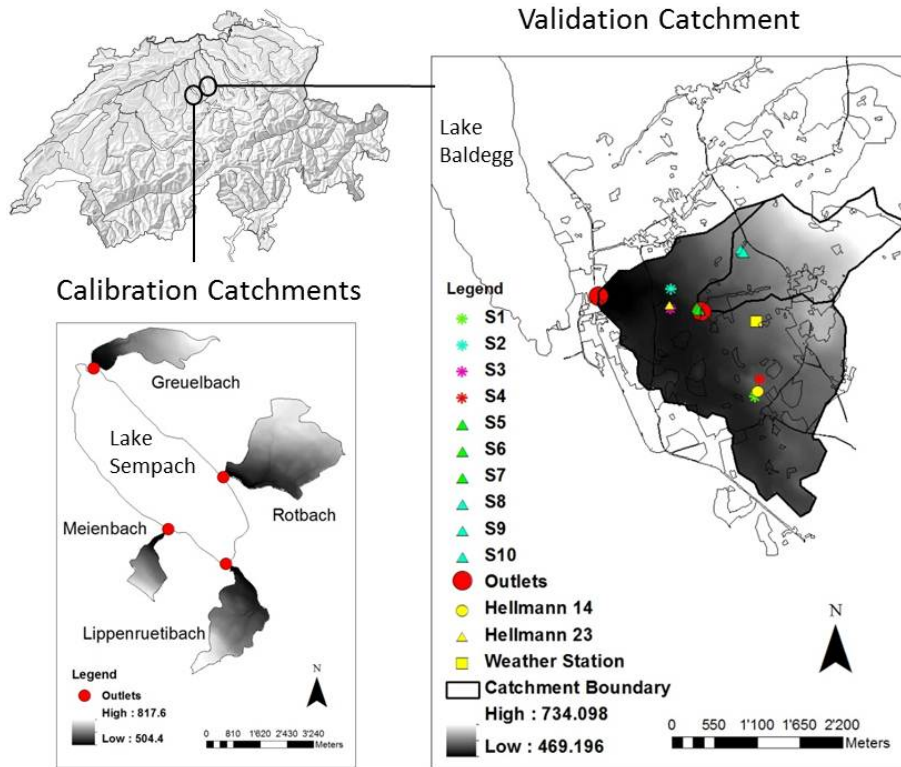 Validation Catchment
Lake
Baldegg
Legend
S1
S2
S3
S4
S5
S6
S7
S8
S9
S10
Outlets
Hellmann 14
Hellmann 23
Weather Station
Catchment Boundary
High : 734.098
Low : 469.196
N
0 550 1'100 1'650 2'200
Meters
Calibration Catchments
Greuelbach
Lake
Sempach
Rotbach
Meienbach
Lippenruetibach
Legend
Outlets
High : 817.6
Low : 504.4
N
0 810 1'620 2'430 3'240
Meters